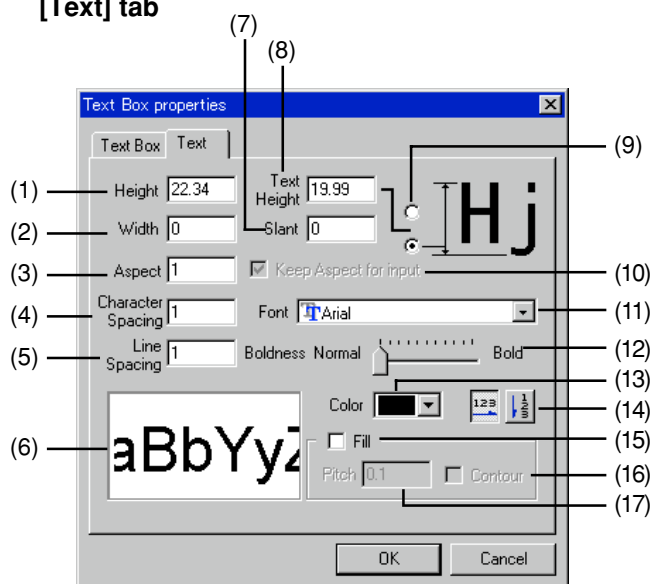 [Text] tab
(7)
(8)
Text Box properties
Text Box Text
(9)
(1) Height 22.34 Text Height 19.99
Hj
(2) Width 0 Slant 0
(3) Aspect 1 Keep Aspect for input (10)
(4) Character Spacing 1 Font TArial (11)
(5) Line Spacing 1 Boldness Normal Bold (12)
(13)
Color 123 123 (14)
(6) aBbYyZ
Fill (15)
Pitch 0.1 Contour (16)
(17)
OK Cancel